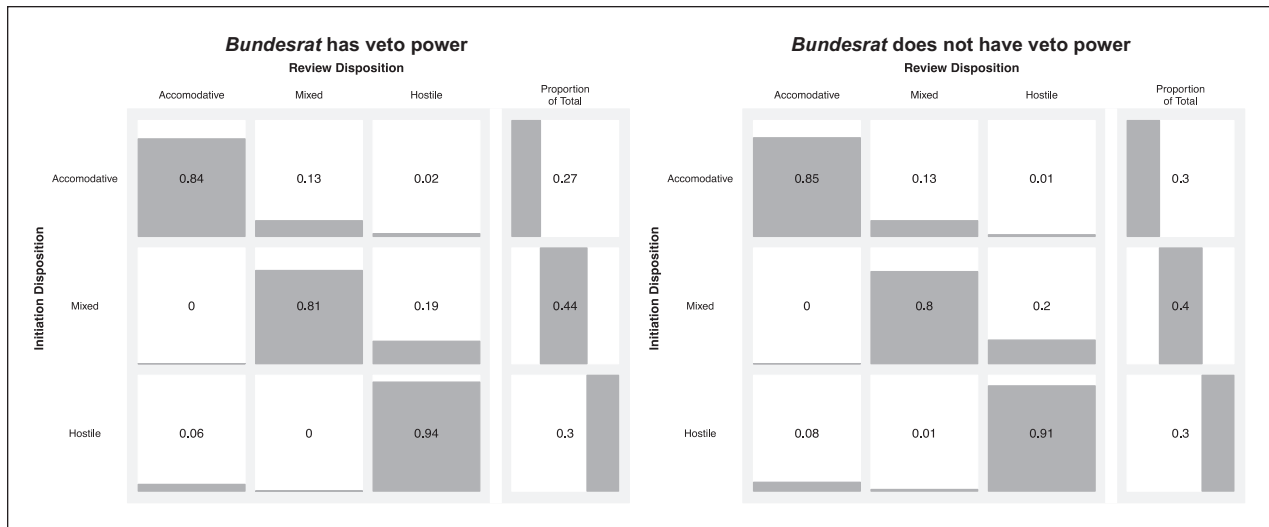 Bundesrat has veto power
Review Disposition
Accomodative Mixed Hostile Proportion
of Total
Initiation Disposition
Accomodative 0.84 0.13 0.02 0.27
Mixed 0 0.81 0.19 0.44
Hostile 0.06 0 0.94 0.3
Bundesrat does not have veto power
Review Disposition
Accomodative Mixed Hostile Proportion
of Total
Initiation Disposition
Accomodative 0.85 0.13 0.01 0.3
Mixed 0 0.8 0.2 0.4
Hostile 0.08 0.01 0.91 0.3